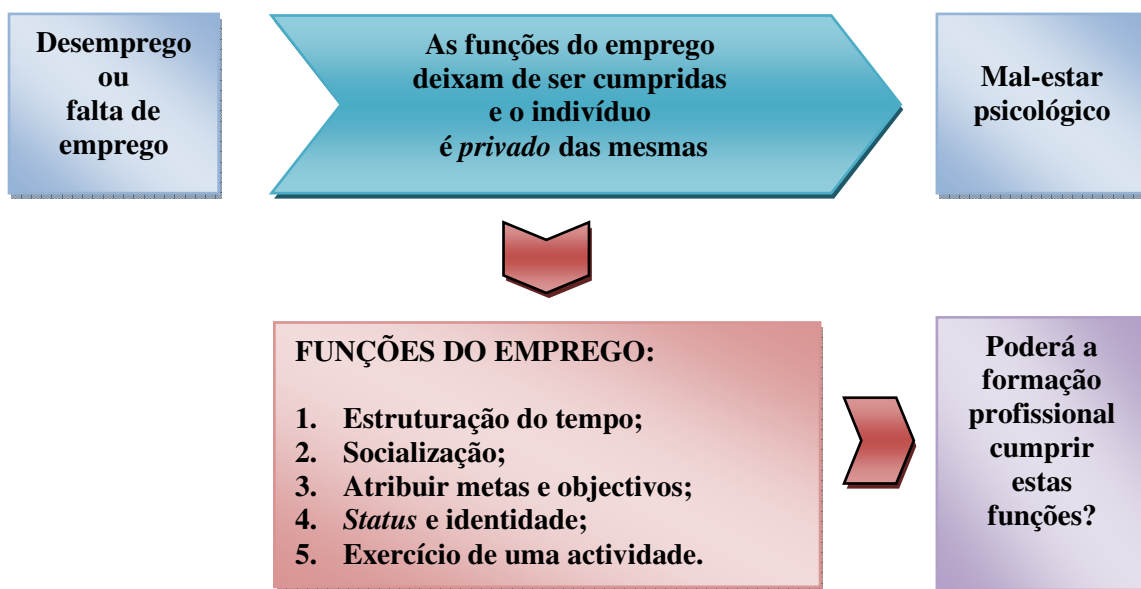 Desemprego
ou
falta de
emprego
As funções do emprego
deixam de ser cumpridas
e o indivíduo
é privado das mesmas
Mal-estar
psicológico
FUNÇÕES DO EMPREGO:
1. Estruturação do tempo;
2. Socialização;
3. Atribuir metas e objectivos;
4. Status e identidade;
5. Exercício de uma actividade.
Poderá a
formação
profissional
cumprir
estas
funções?